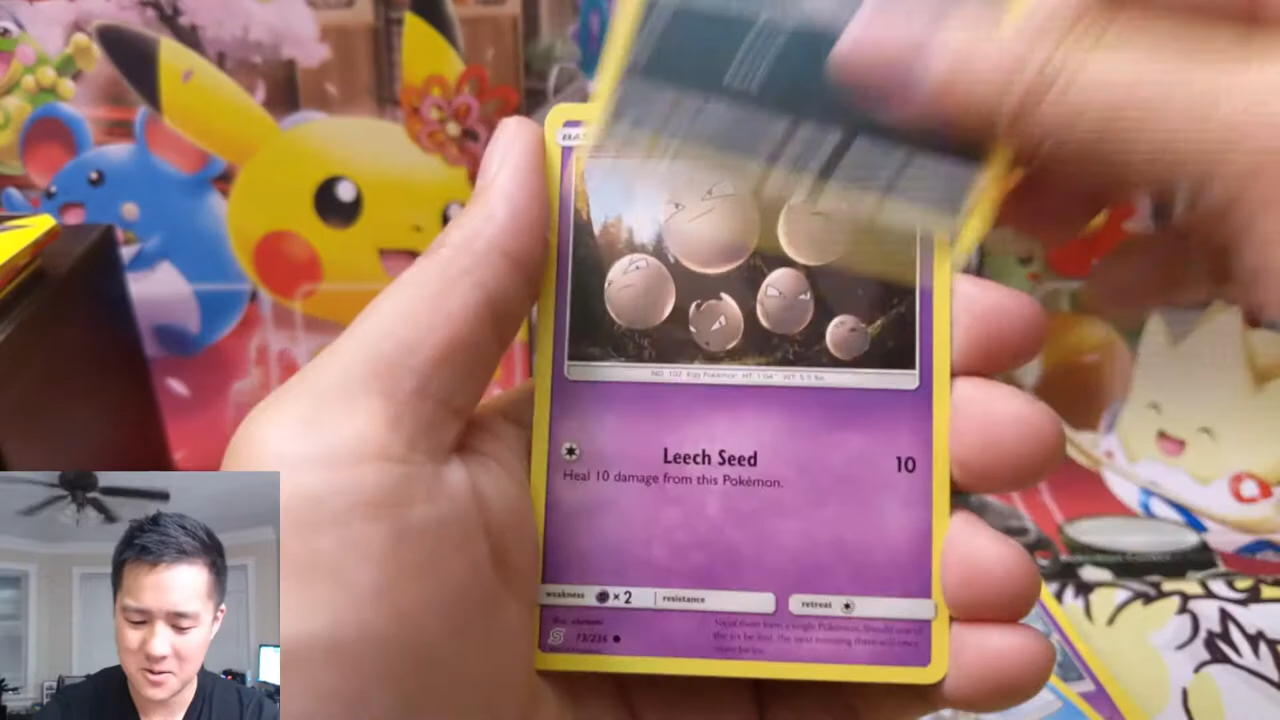 BAS
NO. 102 Egg Pokémon HT: 1'04" WT: 5.5 lbs.
Leech Seed 10
Heal 10 damage from this Pokémon.
weakness ×2 resistance retreat
73/236